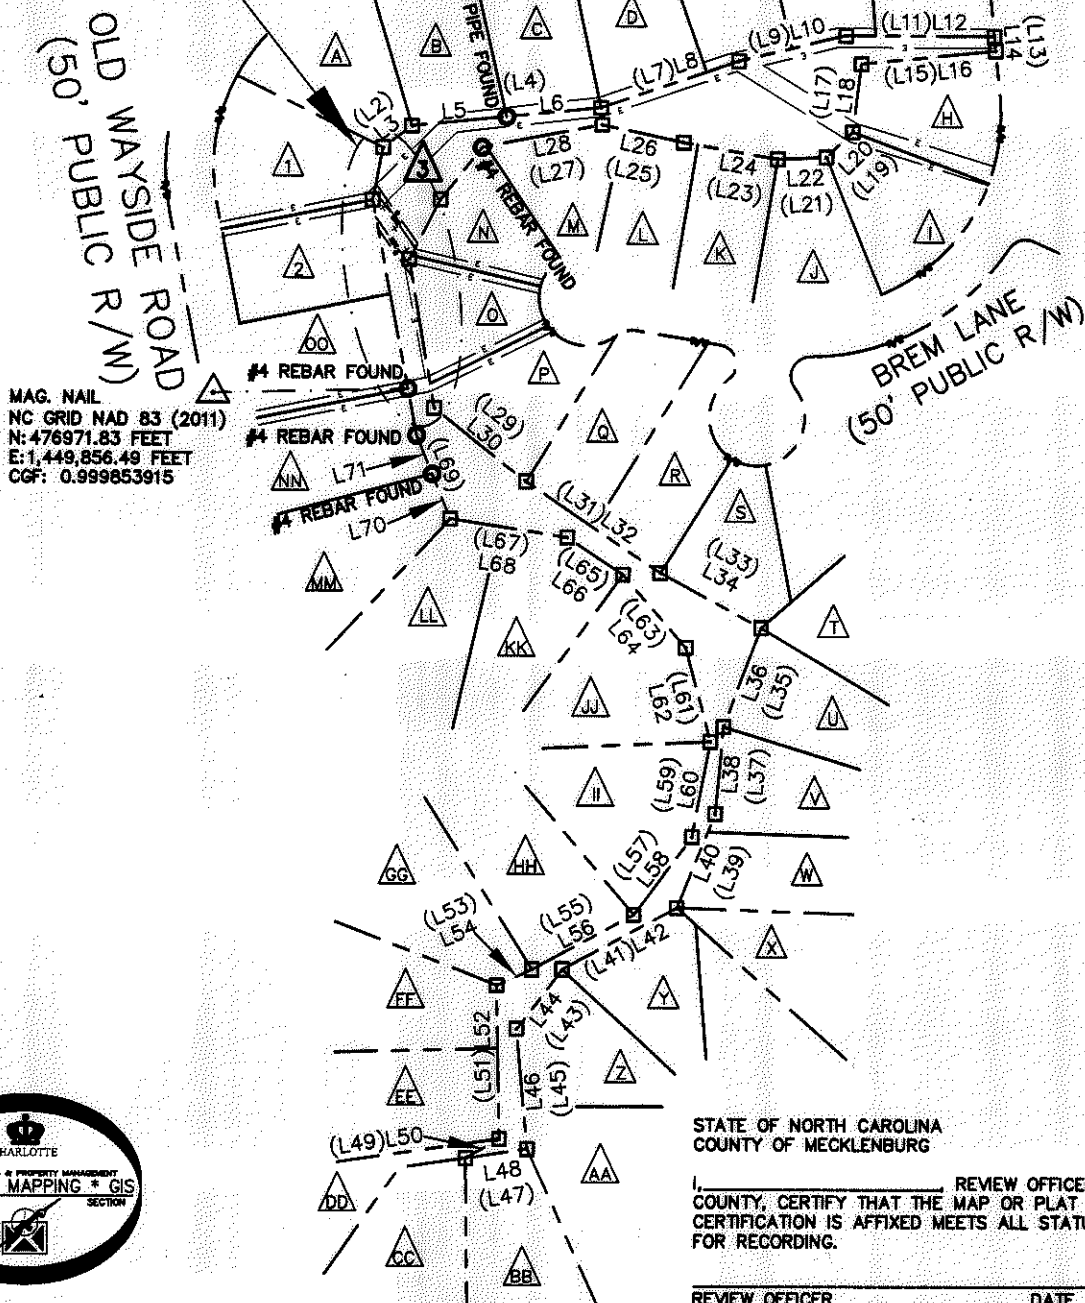 OLD WAYSIDE ROAD
(50' PUBLIC R/W)
A
B
C
D
PIPE FOUND
(L2)
L3
(L4)
L5
L6
(L7)L8
(L9)L10
(L11)L12
(L13)
L14
(L15)L16
(L17)
L18
H
1
3
#4 REBAR FOUND
L28
(L27)
L26
(L25)
L24
(L23)
L22
(L21)
L20
(L19)
2
N
M
L
K
J
I
OO
O
P
BREM LANE
(50' PUBLIC R/W)
MAG. NAIL
NC GRID NAD 83 (2011)
N: 476971.83 FEET
E: 1,449,856.49 FEET
CGF: 0.999853915
#4 REBAR FOUND
#4 REBAR FOUND
#4 REBAR FOUND
NN
L71
(L69)
L70
(L29)
L30
Q
R
S
(L31)L32
(L33)
L34
(L67)
L68
(L65)
L66
(L63)
L64
MM
LL
KK
T
L36
(L35)
(L61)
L62
JJ
U
(L59)
L60
L38
(L37)
II
V
(L57)
L58
L40
(L39)
W
GG
HH
(L53)
L54
(L55)
L56
(L41)L42
X
FF
Y
L44
(L43)
(L51)L52
L46
(L45)
Z
EE
(L49)L50
L48
(L47)
AA
DD
CC
BB
HARLOTTE
& PROPERTY MANAGEMENT
MAPPING * GIS
SECTION
STATE OF NORTH CAROLINA
COUNTY OF MECKLENBURG
I,____________________, REVIEW OFFICE
COUNTY, CERTIFY THAT THE MAP OR PLAT
CERTIFICATION IS AFFIXED MEETS ALL STAT
FOR RECORDING.
REVIEW OFFICER DATE